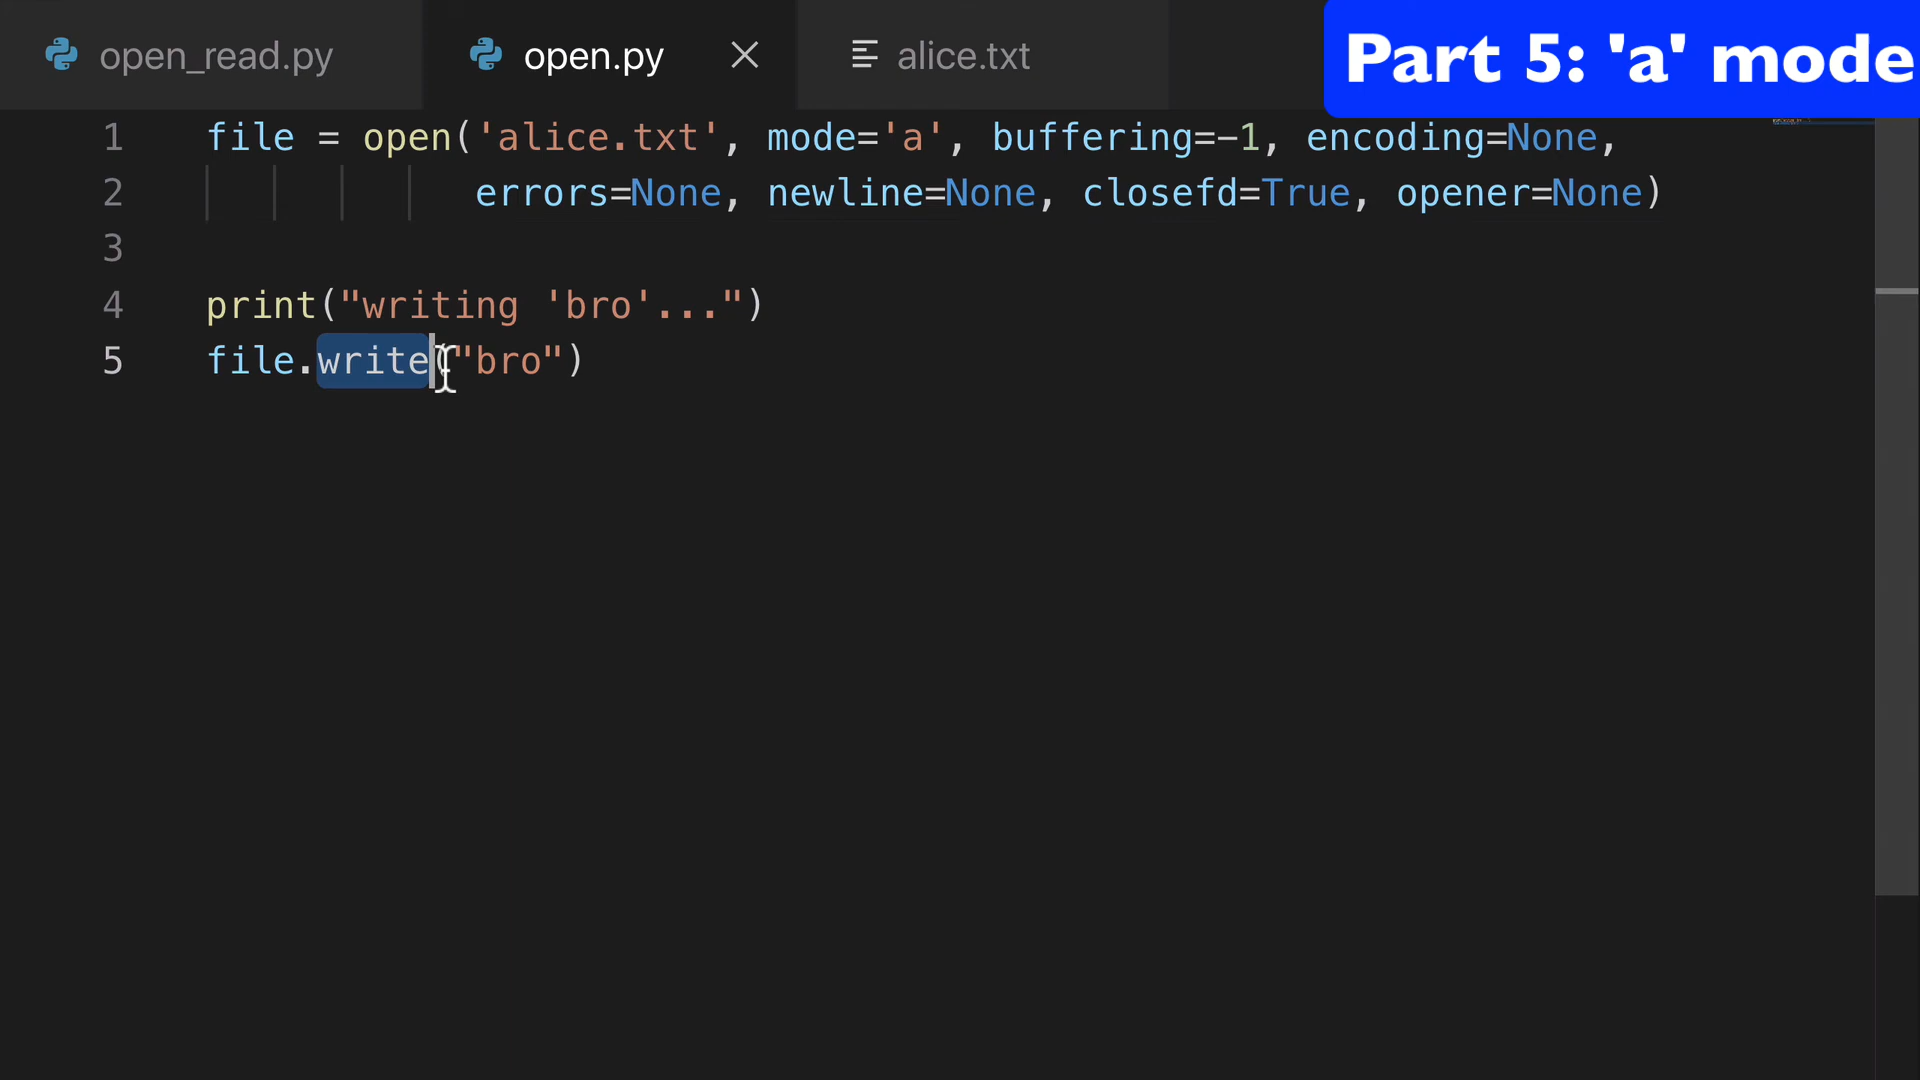 open_read.py
open.py
alice.txt
Part 5: 'a' mode
1 file = open('alice.txt', mode='a', buffering=-1, encoding=None,
2 errors=None, newline=None, closefd=True, opener=None)
3
4 print("writing 'bro'...")
5 file.write("bro")